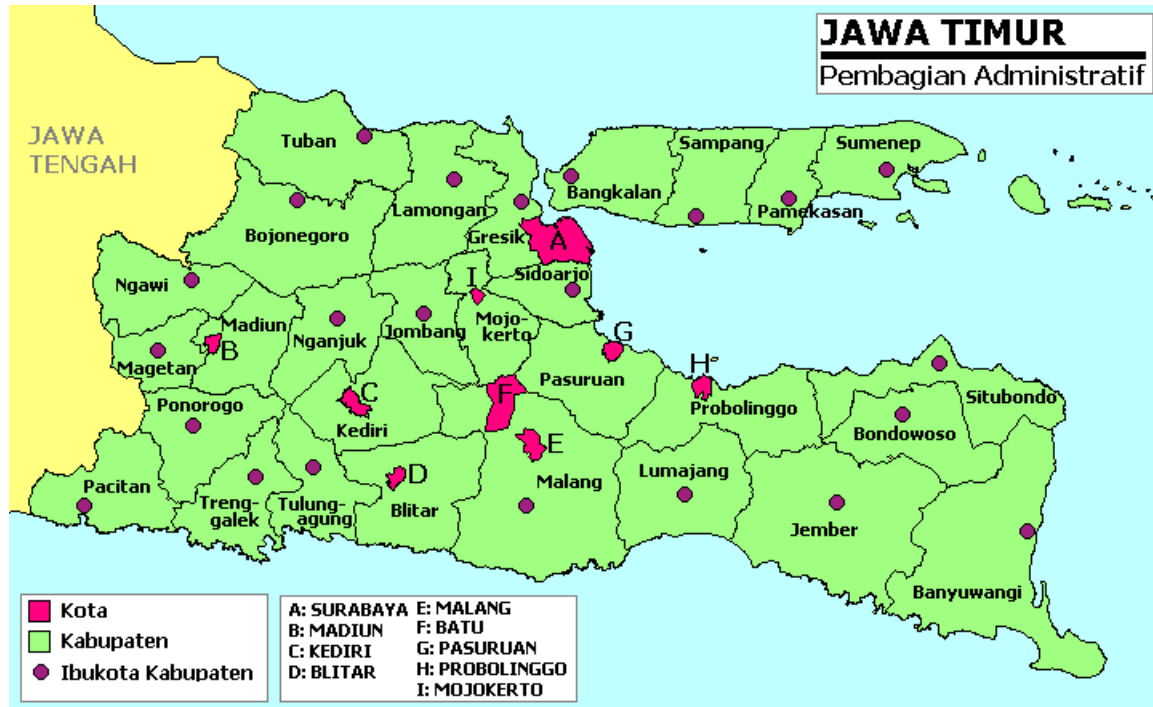 JAWA TIMUR
Pembagian Administratif
JAWA
TENGAH
Tuban
Sampang
Sumenep
Bangkalan
Lamongan
Pamekasan
Bojonegoro
Gresik
A
I
Sidoarjo
Ngawi
Madiun
Nganjuk
Jombang
Mojo-
kerto
G
B
Magetan
H
Pasuruan
C
F
Ponorogo
Probolinggo
Situbondo
Kediri
Bondowoso
E
D
Lumajang
Pacitan
Treng-
galek
Tulung-
agung
Malang
Blitar
Jember
Banyuwangi
Kota
Kabupaten
Ibukota Kabupaten
A: SURABAYA
B: MADIUN
C: KEDIRI
D: BLITAR
E: MALANG
F: BATU
G: PASURUAN
H: PROBOLINGGO
I: MOJOKERTO